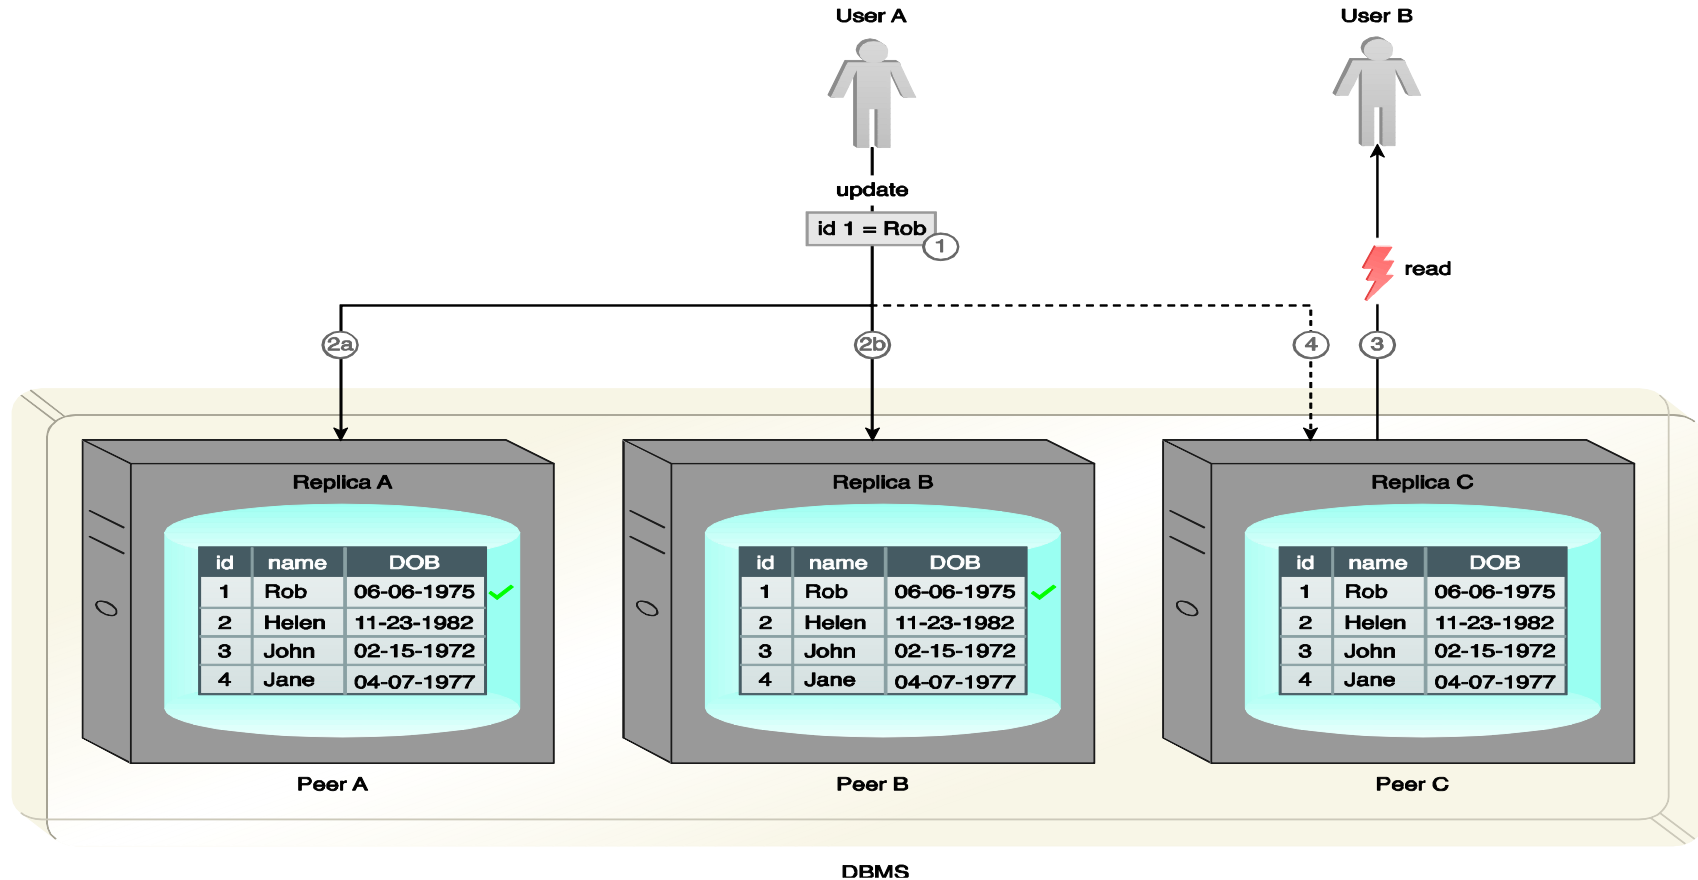 User A
User B
update
id 1 = Rob
1
read
2a
2b
4
3
Replica A
id name DOB
1 Rob 06-06-1975
2 Helen 11-23-1982
3 John 02-15-1972
4 Jane 04-07-1977
Peer A
Replica B
id name DOB
1 Rob 06-06-1975
2 Helen 11-23-1982
3 John 02-15-1972
4 Jane 04-07-1977
Peer B
Replica C
id name DOB
1 Rob 06-06-1975
2 Helen 11-23-1982
3 John 02-15-1972
4 Jane 04-07-1977
Peer C
DBMS